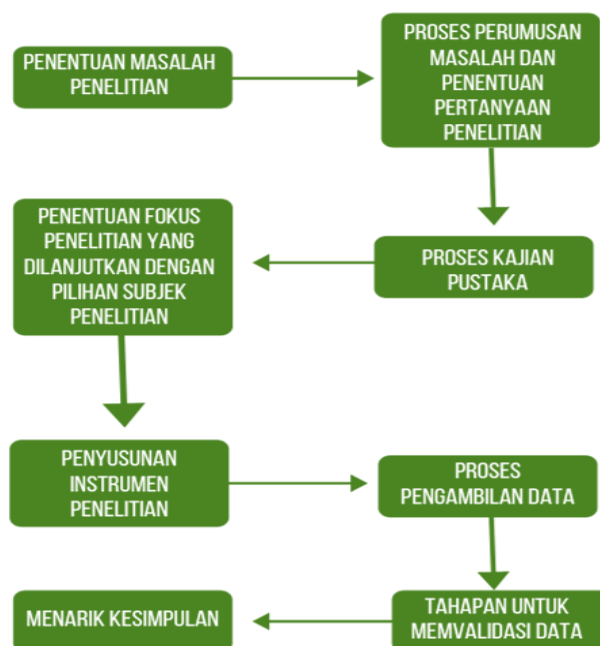 PENENTUAN MASALAH
PENELITIAN
PROSES PERUMUSAN
MASALAH DAN
PENENTUAN
PERTANYAAN
PENELITIAN
PROSES KAJIAN
PUSTAKA
PENENTUAN FOKUS
PENELITIAN YANG
DILANJUTKAN DENGAN
PILIHAN SUBJEK
PENELITIAN
PENYUSUNAN
INSTRUMEN
PENELITIAN
PROSES
PENGAMBILAN DATA
TAHAPAN UNTUK
MEMVALIDASI DATA
MENARIK KESIMPULAN